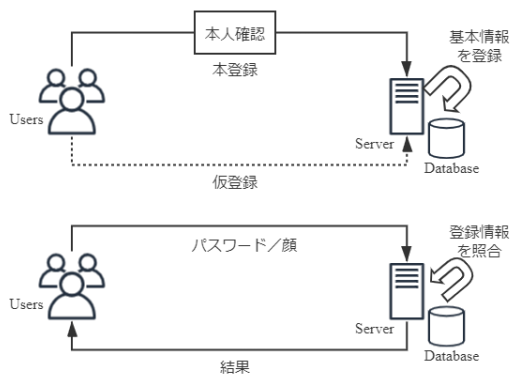 本人確認
本登録
基本情報
を登録
Users
Server
Database
仮登録
パスワード／顔
登録情報
を照合
Users
Server
Database
結果